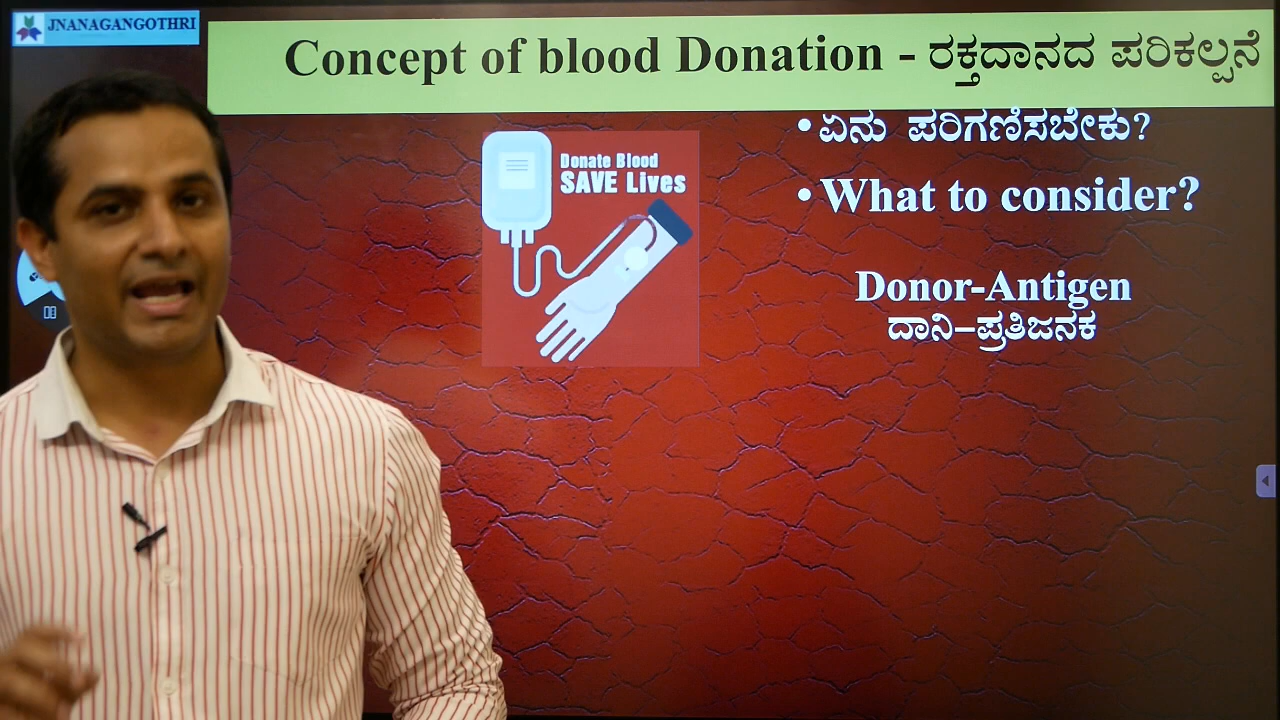 JNANAGANGOTHRI
Concept of blood Donation - ರಕ್ತದಾನದ ಪರಿಕಲ್ಪನೆ
• ಏನು ಪರಿಗಣಿಸಬೇಕು?
Donate Blood
SAVE Lives
• What to consider?
Donor-Antigen
ದಾನಿ–ಪ್ರತಿಜನಕ